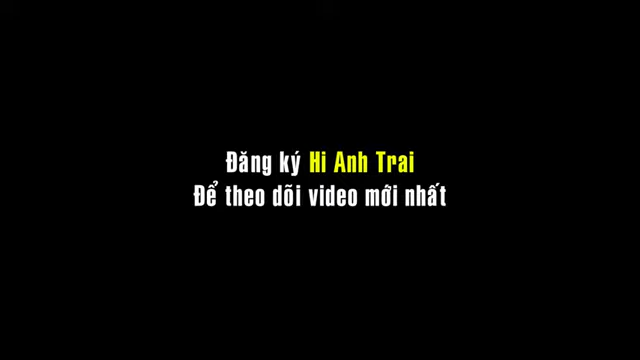 Đăng ký Hi Anh Trai
Để theo dõi video mới nhất